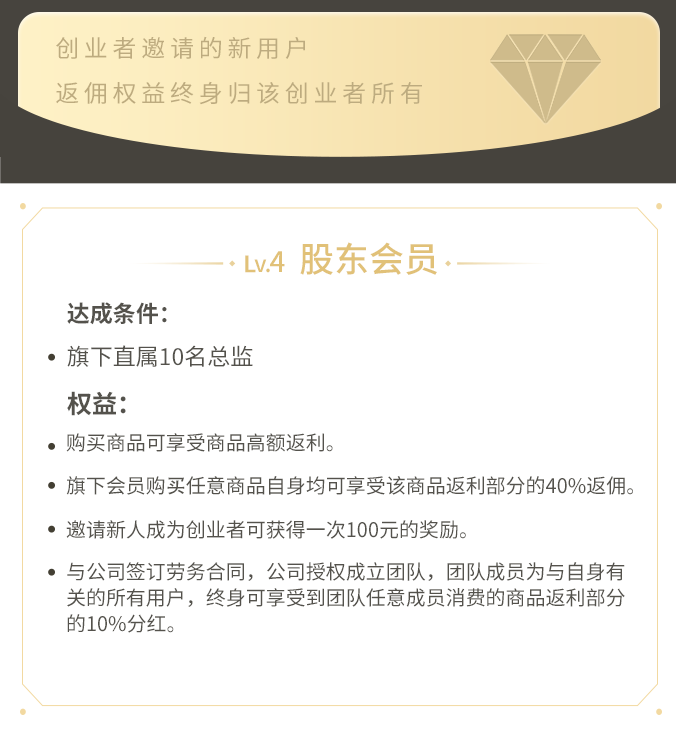 创业者邀请的新用户
返佣权益终身归该创业者所有
Lv.4 股东会员
达成条件：
旗下直属10名总监
权益：
购买商品可享受商品高额返利。
旗下会员购买任意商品自身均可享受该商品返利部分的40%返佣。
邀请新人成为创业者可获得一次100元的奖励。
与公司签订劳务合同，公司授权成立团队，团队成员为与自身有
关的所有用户，终身可享受到团队任意成员消费的商品返利部分
的10%分红。